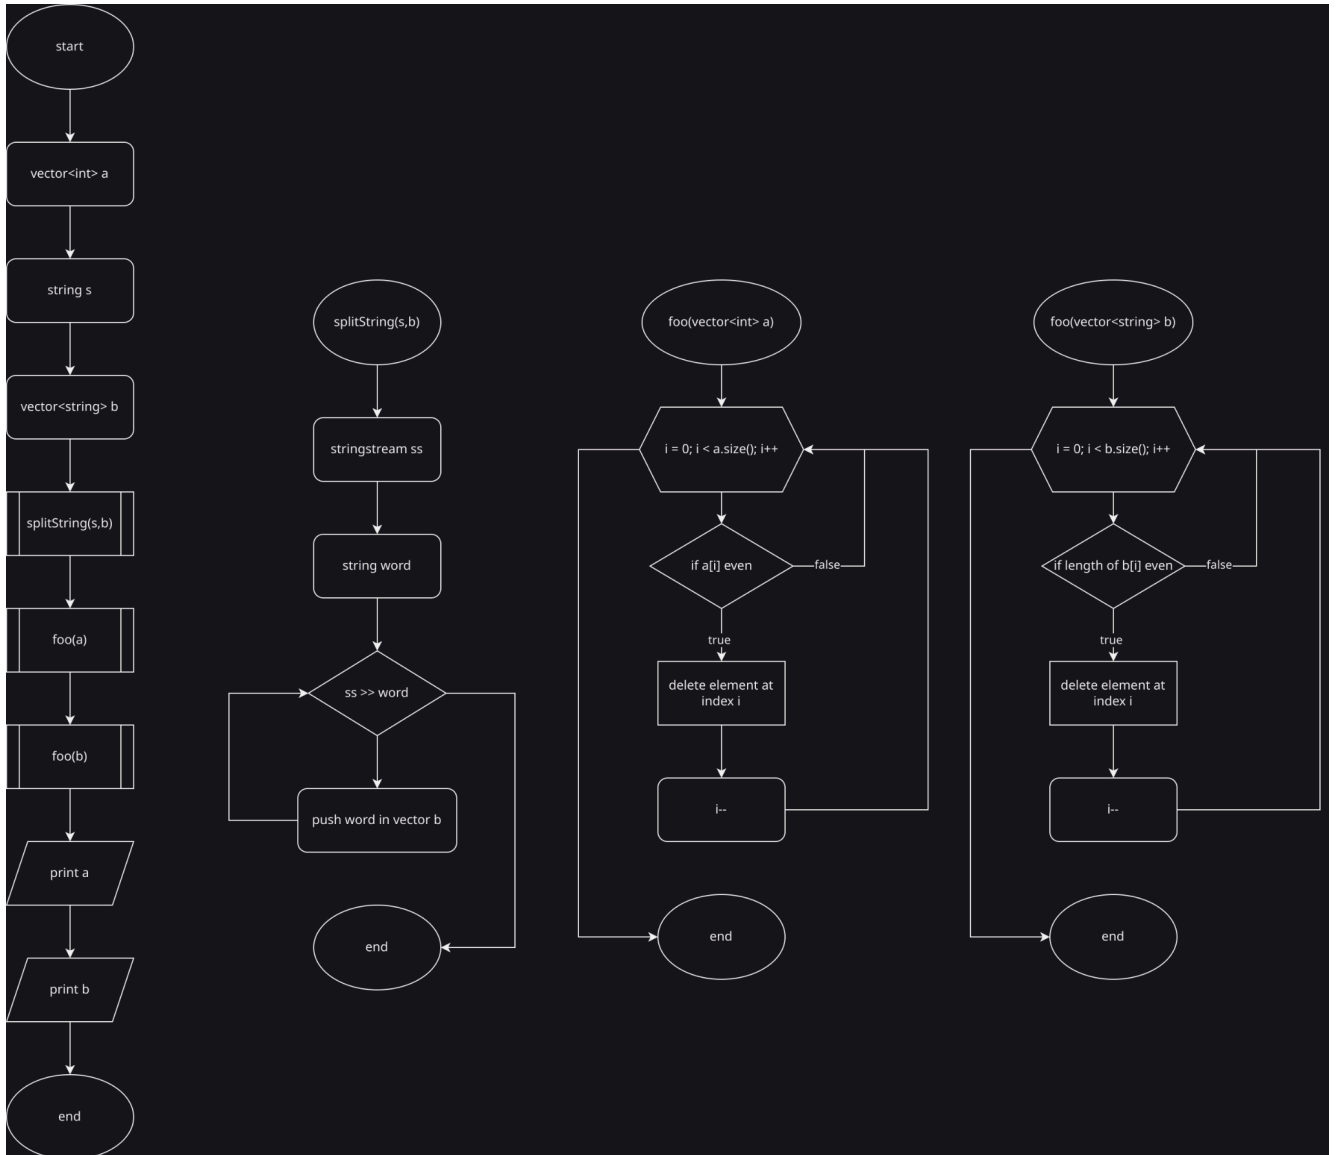 start
vector<int> a
string s
vector<string> b
splitString(s,b)
foo(a)
foo(b)
print a
print b
end
splitString(s,b)
stringstream ss
string word
ss >> word
push word in vector b
end
foo(vector<int> a)
i = 0; i < a.size(); i++
if a[i] even
false
true
delete element at
index i
i--
end
foo(vector<string> b)
i = 0; i < b.size(); i++
if length of b[i] even
false
true
delete element at
index i
i--
end